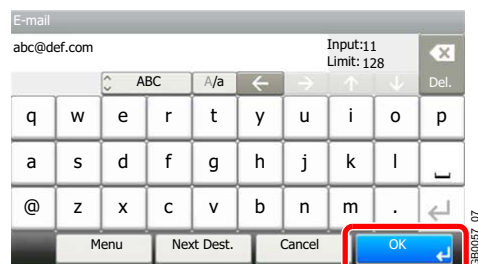 E-mail
abc@def.com
Input:11
Limit: 128
ABC A/a Del.
q w e r t y u i o p
a s d f g h j k l
@ z x c v b n m .
Menu Next Dest. Cancel OK
GB0057_07